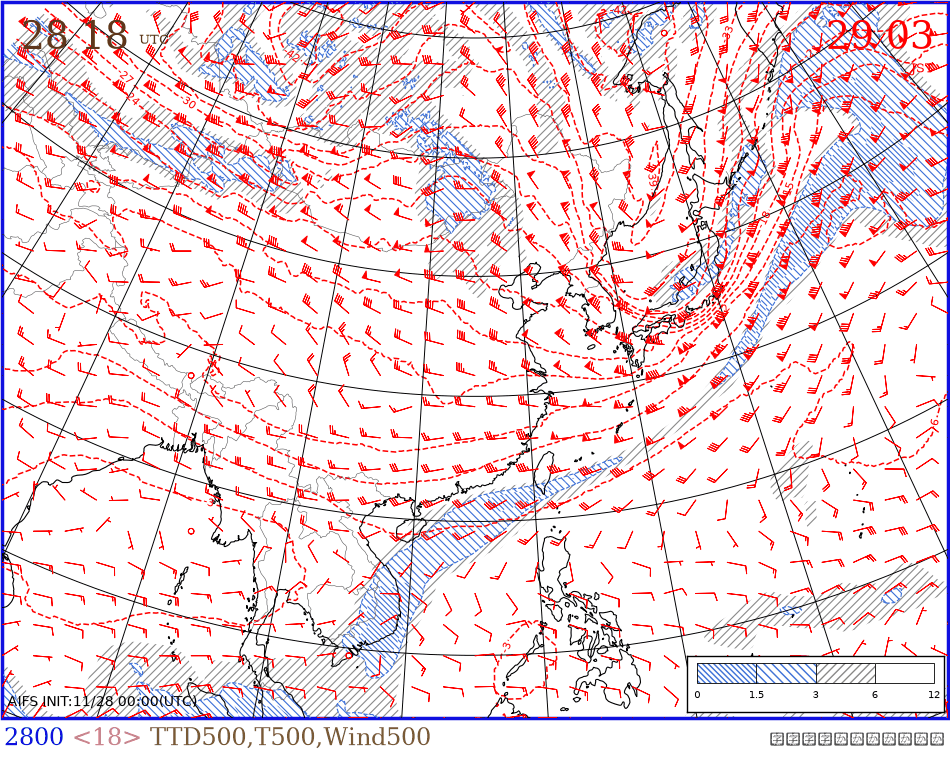 28 18 UTC 29.03
JST
AIFS INIT:11/28 00:00(UTC)
0 1.5 3 6 12
2800 <18> TTD500,T500,Wind500